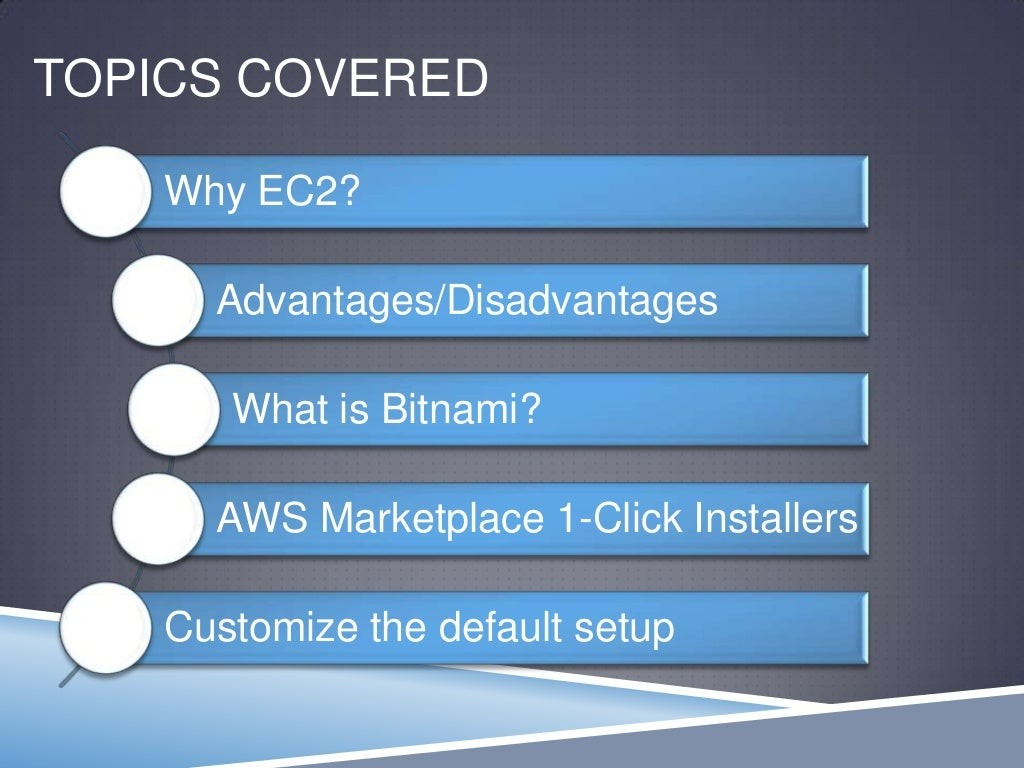 TOPICS COVERED
Why EC2?
Advantages/Disadvantages
What is Bitnami?
AWS Marketplace 1-Click Installers
Customize the default setup